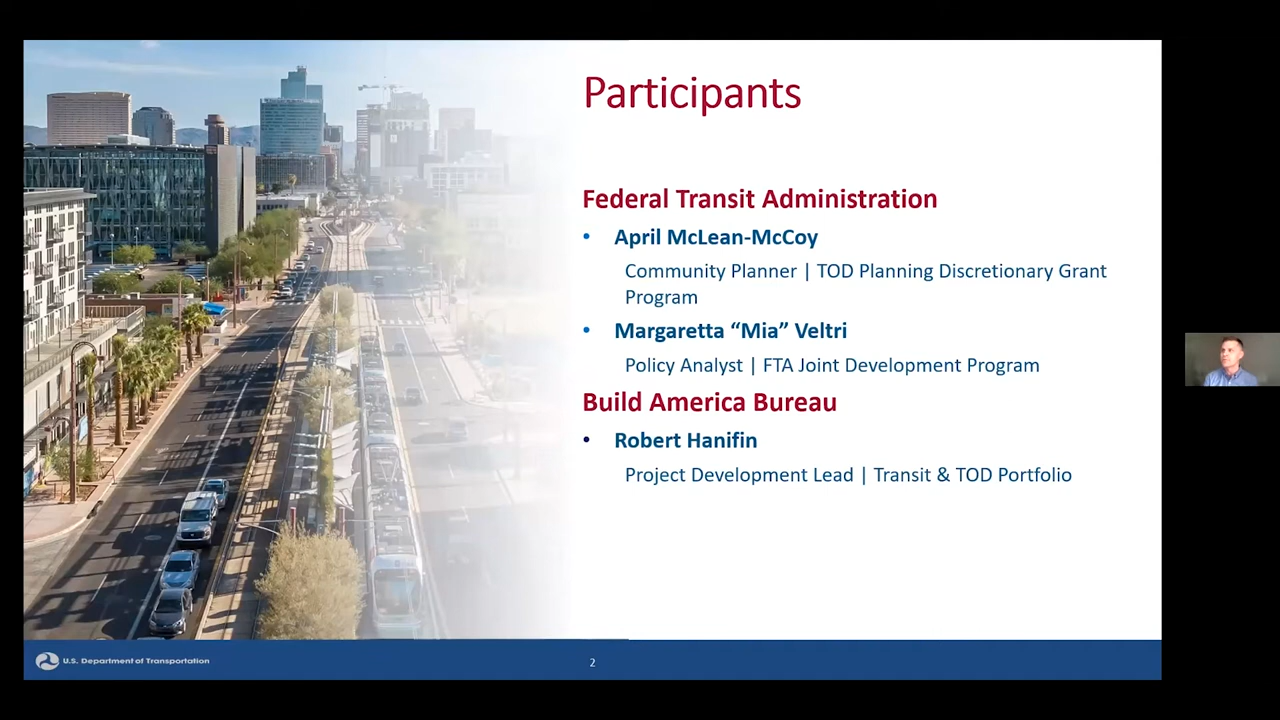 Participants
Federal Transit Administration
• April McLean-McCoy
Community Planner | TOD Planning Discretionary Grant
Program
• Margaretta “Mia” Veltri
Policy Analyst | FTA Joint Development Program
Build America Bureau
• Robert Hanifin
Project Development Lead | Transit & TOD Portfolio
U.S. Department of Transportation
2